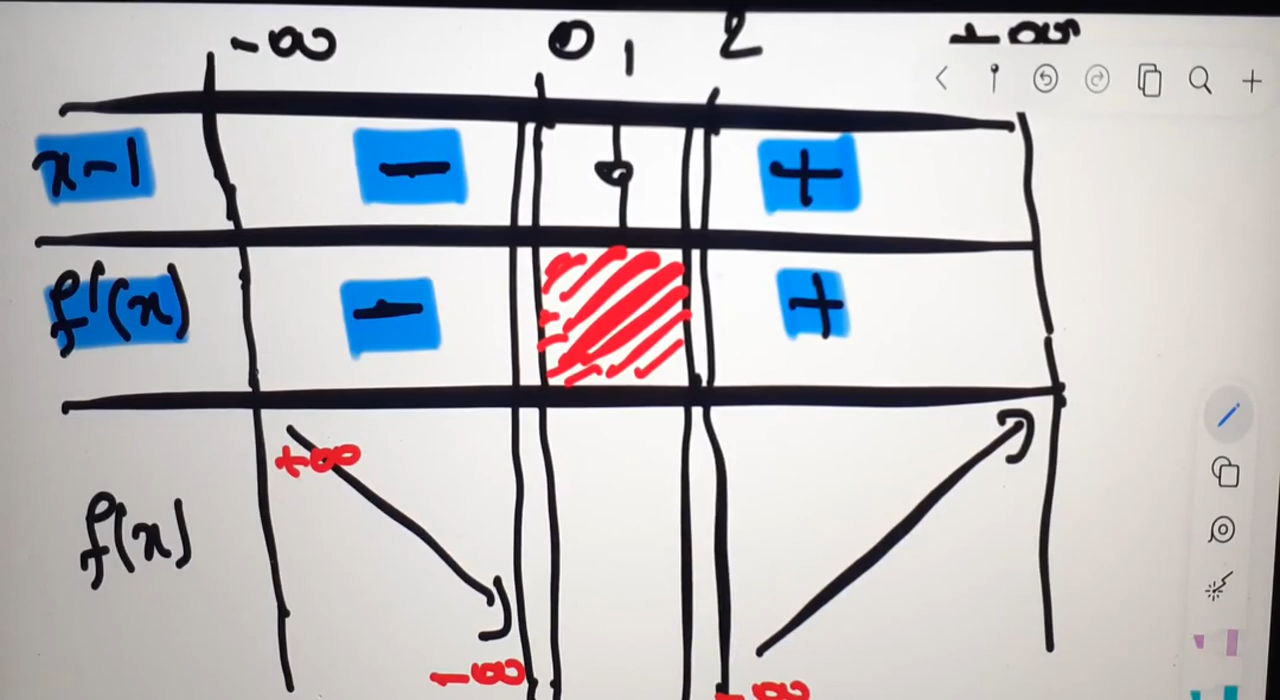 -∞ 0 1 2 +∞
x-1 - 0 +
f'(x) - +
+∞
f(x)
-∞ -∞